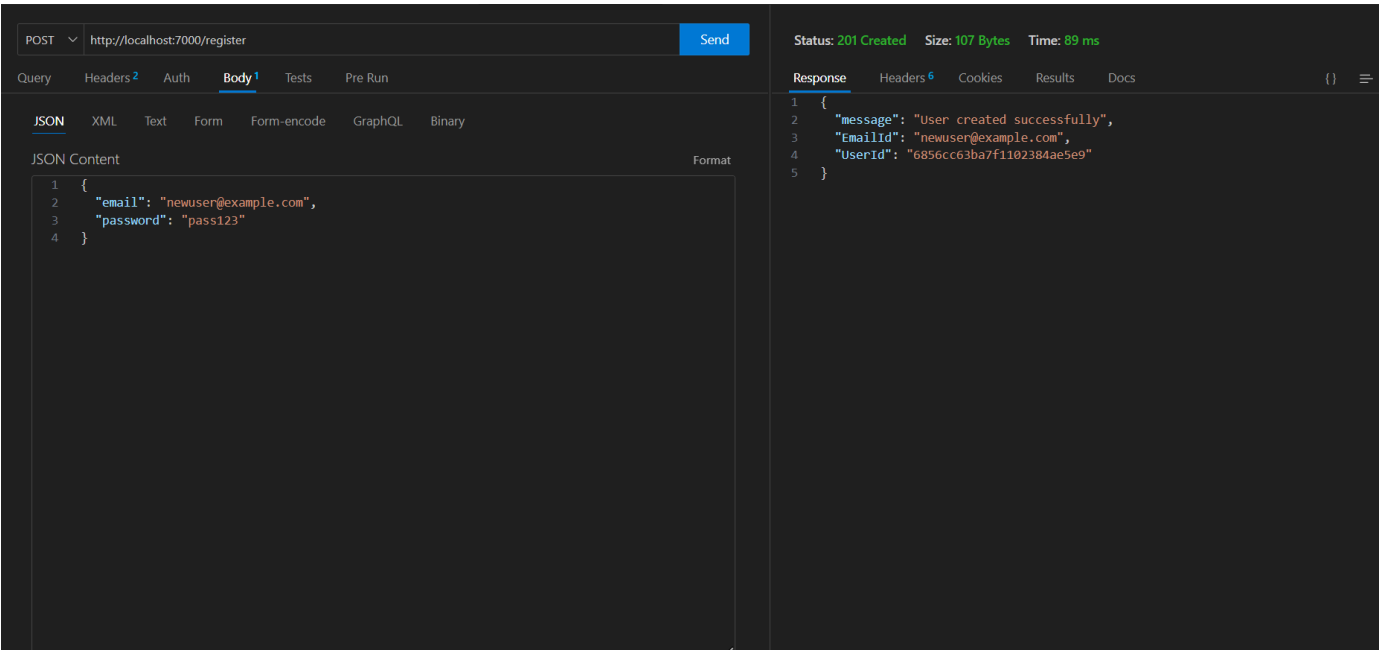 POST http://localhost:7000/register Send
Query Headers 2 Auth Body 1 Tests Pre Run
JSON XML Text Form Form-encode GraphQL Binary
JSON Content Format
1 {
2 "email": "newuser@example.com",
3 "password": "pass123"
4 }
Status: 201 Created Size: 107 Bytes Time: 89 ms
Response Headers 6 Cookies Results Docs {}
1 {
2 "message": "User created successfully",
3 "EmailId": "newuser@example.com",
4 "UserId": "6856cc63ba7f1102384ae5e9"
5 }